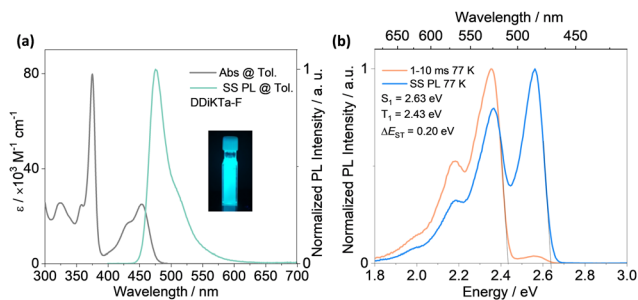 (a)
Abs @ Tol.
SS PL @ Tol.
DDiKTa-F
ε / ×10³ M⁻¹ cm⁻¹
80
40
0
300 350 400 450 500 550 600 650 700
Wavelength / nm
1
0
Normalized PL Intensity / a.u.
(b)
Wavelength / nm
650 600 550 500 450
1-10 ms 77 K
SS PL 77 K
S₁ = 2.63 eV
T₁ = 2.43 eV
ΔE_ST = 0.20 eV
Normalized PL Intensity / a.u.
1
0
1.8 2.0 2.2 2.4 2.6 2.8 3.0
Energy / eV